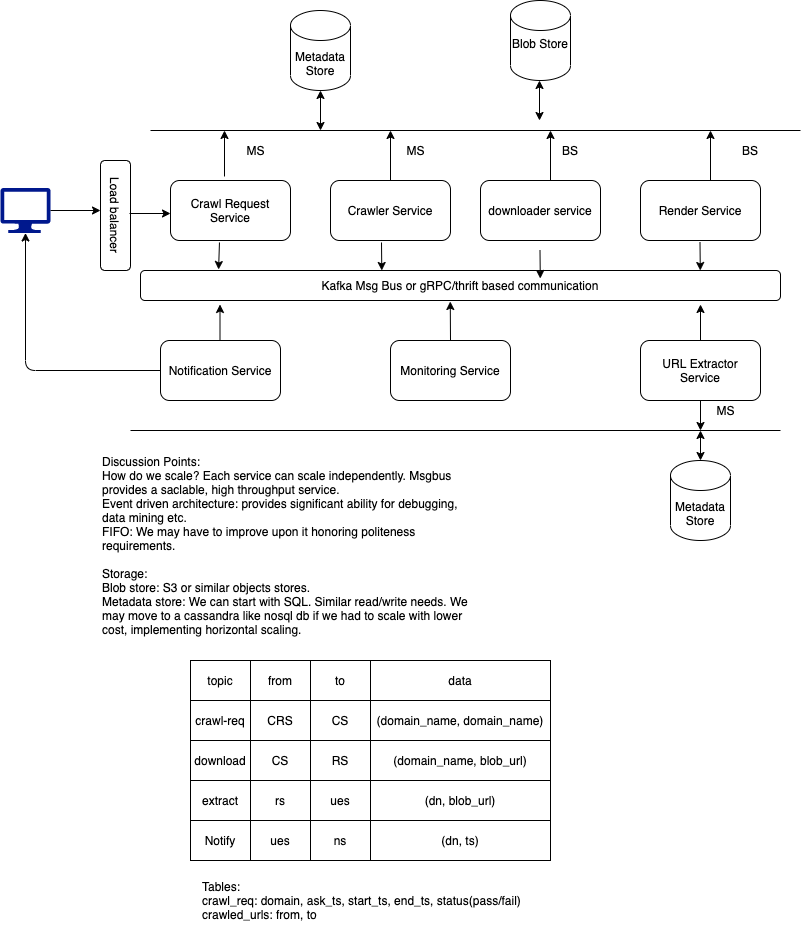 Metadata
Store
Blob Store
MS
MS
BS
BS
Load balancer
Crawl Request
Service
Crawler Service
downloader service
Render Service
Kafka Msg Bus or gRPC/thrift based communication
Notification Service
Monitoring Service
URL Extractor
Service
MS
Metadata
Store
Discussion Points:
How do we scale? Each service can scale independently. Msgbus
provides a saclable, high throughput service.
Event driven architecture: provides significant ability for debugging,
data mining etc.
FIFO: We may have to improve upon it honoring politeness
requirements.
Storage:
Blob store: S3 or similar objects stores.
Metadata store: We can start with SQL. Similar read/write needs. We
may move to a cassandra like nosql db if we had to scale with lower
cost, implementing horizontal scaling.
topic from to data
crawl-req CRS CS (domain_name, domain_name)
download CS RS (domain_name, blob_url)
extract rs ues (dn, blob_url)
Notify ues ns (dn, ts)
Tables:
crawl_req: domain, ask_ts, start_ts, end_ts, status(pass/fail)
crawled_urls: from, to